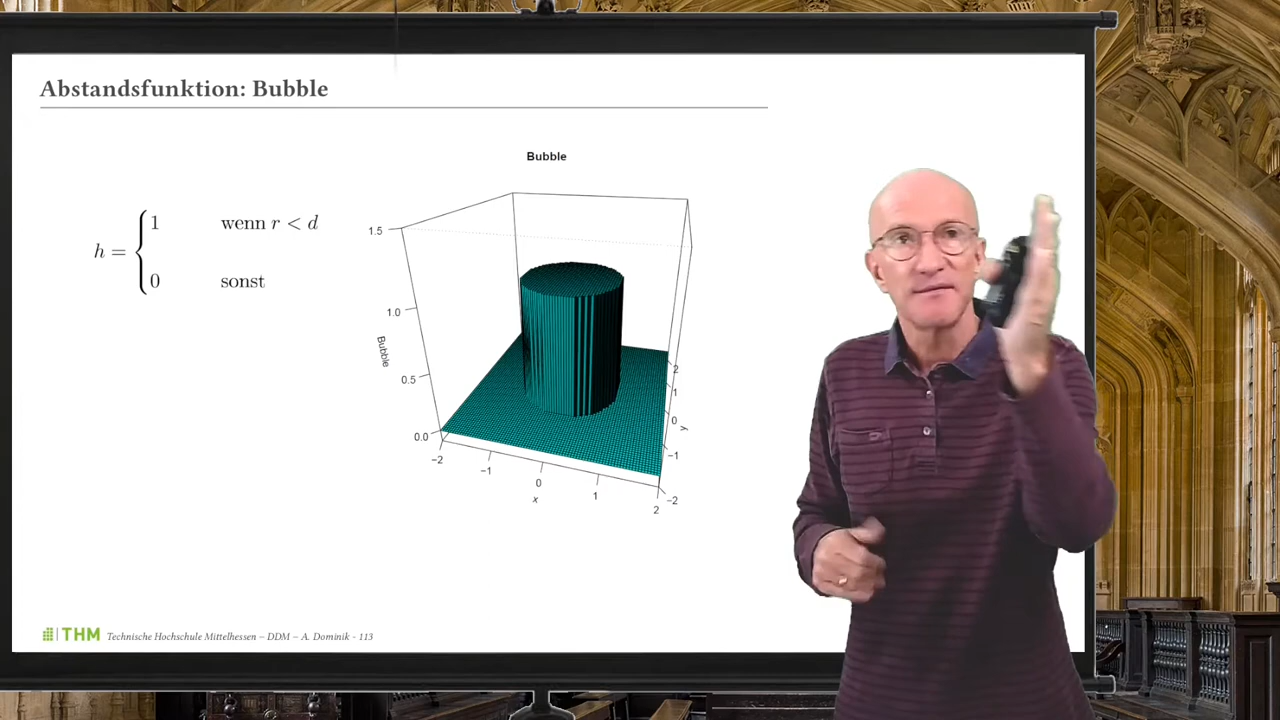 Abstandsfunktion: Bubble
Bubble
h = { 1 wenn r < d
0 sonst
1.5
1.0
0.5
0.0
Bubble
−2
−1
0
1
2
x
2
1
0
−1
−2
y
THM Technische Hochschule Mittelhessen – DDM – A. Dominik - 113